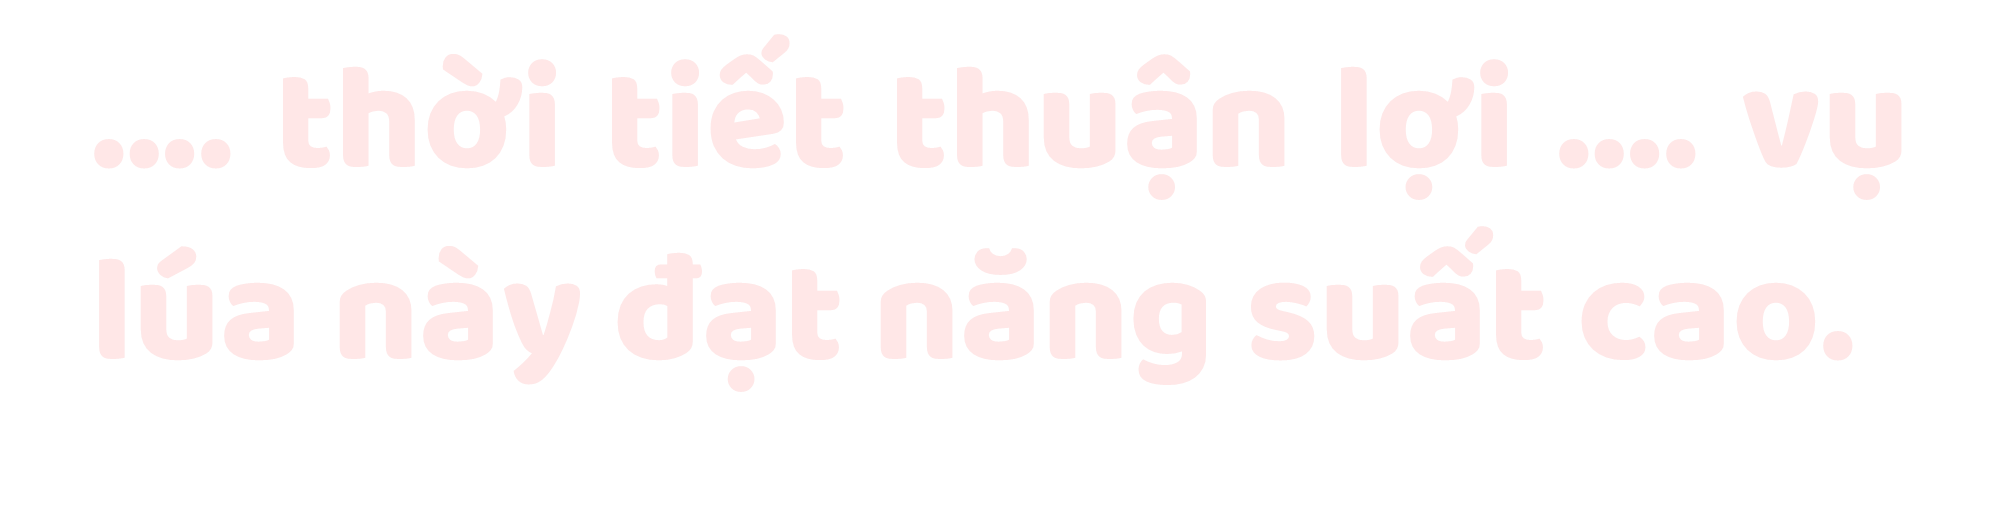 .... thời tiết thuận lợi .... vụ
lúa này đạt năng suất cao.